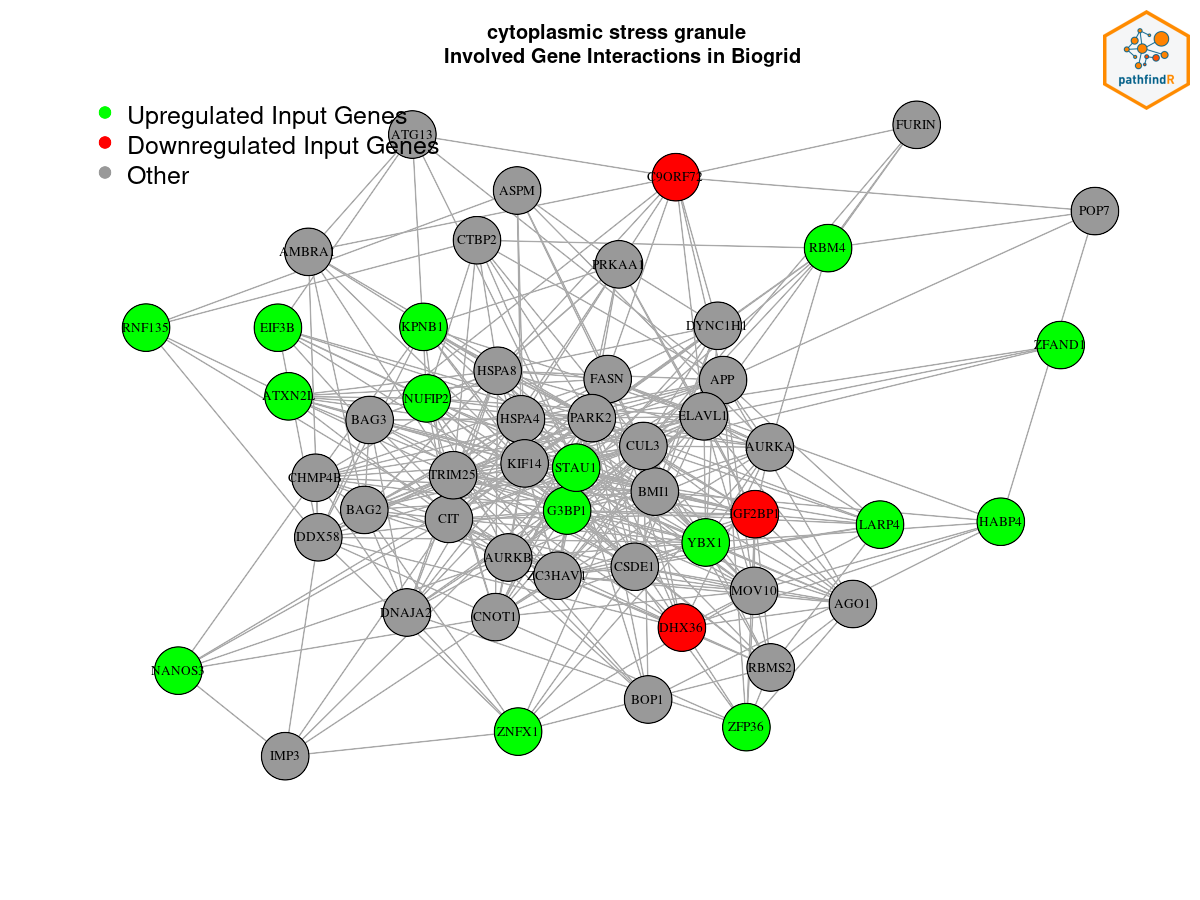 cytoplasmic stress granule
Involved Gene Interactions in Biogrid
pathfindR
Upregulated Input Genes
Downregulated Input Genes
Other
ATG13
FURIN
C9ORF72
ASPM
POP7
CTBP2
RBM4
AMBRA1
PRKAA1
RNF135
EIF3B
KPNB1
DYNC1H1
ZFAND1
HSPA8
FASN
APP
ATXN2L
NUFIP2
BAG3
HSPA4
PARK2
ELAVL1
CUL3
AURKA
KIF14
STAU1
CHMP4B
TRIM25
BMI1
BAG2
G3BP1
IGF2BP1
CIT
LARP4
HABP4
DDX58
YBX1
AURKB
ZC3HAV1
CSDE1
MOV10
AGO1
DNAJA2
CNOT1
DHX36
NANOS3
RBMS2
BOP1
ZNFX1
ZFP36
IMP3